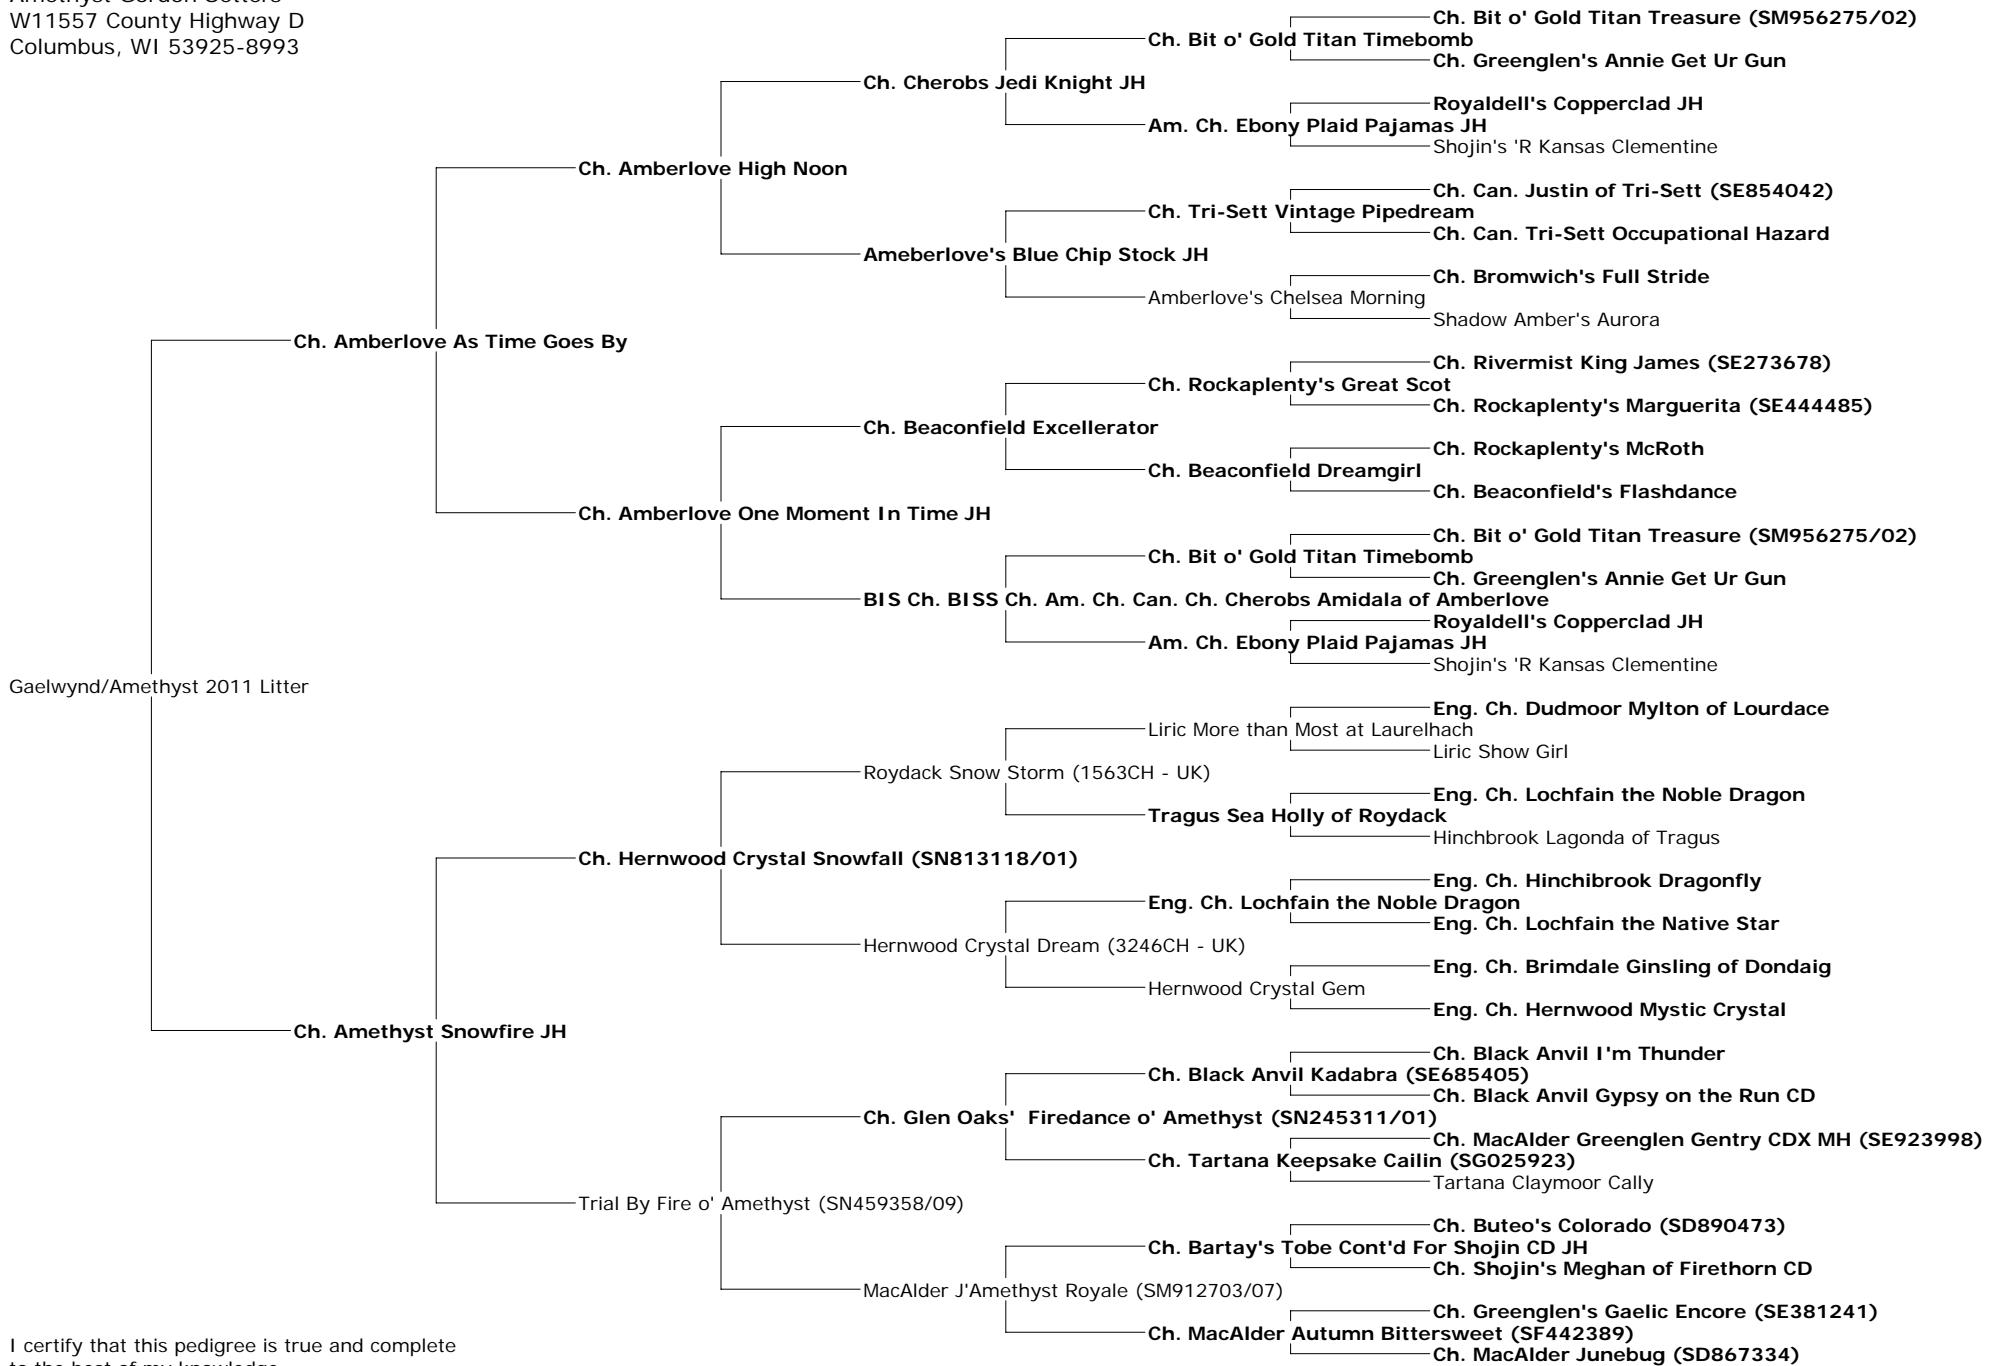 Amethyst Gordon Setters
W11557 County Highway D
Columbus, WI 53925-8993
Ch. Bit o' Gold Titan Treasure (SM956275/02)
Ch. Bit o' Gold Titan Timebomb
Ch. Greenglen's Annie Get Ur Gun
Ch. Cherobs Jedi Knight JH
Royaldell's Copperclad JH
Am. Ch. Ebony Plaid Pajamas JH
Shojin's 'R Kansas Clementine
Ch. Amberlove High Noon
Ch. Can. Justin of Tri-Sett (SE854042)
Ch. Tri-Sett Vintage Pipedream
Ch. Can. Tri-Sett Occupational Hazard
Ameberlove's Blue Chip Stock JH
Ch. Bromwich's Full Stride
Amberlove's Chelsea Morning
Shadow Amber's Aurora
Ch. Amberlove As Time Goes By
Ch. Rivermist King James (SE273678)
Ch. Rockaplenty's Great Scot
Ch. Rockaplenty's Marguerita (SE444485)
Ch. Beaconfield Excellerator
Ch. Rockaplenty's McRoth
Ch. Beaconfield Dreamgirl
Ch. Beaconfield's Flashdance
Ch. Amberlove One Moment In Time JH
Ch. Bit o' Gold Titan Treasure (SM956275/02)
Ch. Bit o' Gold Titan Timebomb
Ch. Greenglen's Annie Get Ur Gun
BIS Ch. BISS Ch. Am. Ch. Can. Ch. Cherobs Amidala of Amberlove
Royaldell's Copperclad JH
Am. Ch. Ebony Plaid Pajamas JH
Shojin's 'R Kansas Clementine
Gaelwynd/Amethyst 2011 Litter
Eng. Ch. Dudmoor Mylton of Lourdace
Liric More than Most at Laurelhach
Liric Show Girl
Roydack Snow Storm (1563CH - UK)
Eng. Ch. Lochfain the Noble Dragon
Tragus Sea Holly of Roydack
Hinchbrook Lagonda of Tragus
Ch. Hernwood Crystal Snowfall (SN813118/01)
Eng. Ch. Hinchibrook Dragonfly
Eng. Ch. Lochfain the Noble Dragon
Eng. Ch. Lochfain the Native Star
Hernwood Crystal Dream (3246CH - UK)
Eng. Ch. Brimdale Ginsling of Dondaig
Hernwood Crystal Gem
Eng. Ch. Hernwood Mystic Crystal
Ch. Amethyst Snowfire JH
Ch. Black Anvil I'm Thunder
Ch. Black Anvil Kadabra (SE685405)
Ch. Black Anvil Gypsy on the Run CD
Ch. Glen Oaks'  Firedance o' Amethyst (SN245311/01)
Ch. MacAlder Greenglen Gentry CDX MH (SE923998)
Ch. Tartana Keepsake Cailin (SG025923)
Tartana Claymoor Cally
Trial By Fire o' Amethyst (SN459358/09)
Ch. Buteo's Colorado (SD890473)
Ch. Bartay's Tobe Cont'd For Shojin CD JH
Ch. Shojin's Meghan of Firethorn CD
MacAlder J'Amethyst Royale (SM912703/07)
Ch. Greenglen's Gaelic Encore (SE381241)
Ch. MacAlder Autumn Bittersweet (SF442389)
Ch. MacAlder Junebug (SD867334)
I certify that this pedigree is true and complete
to the best of my knowledge